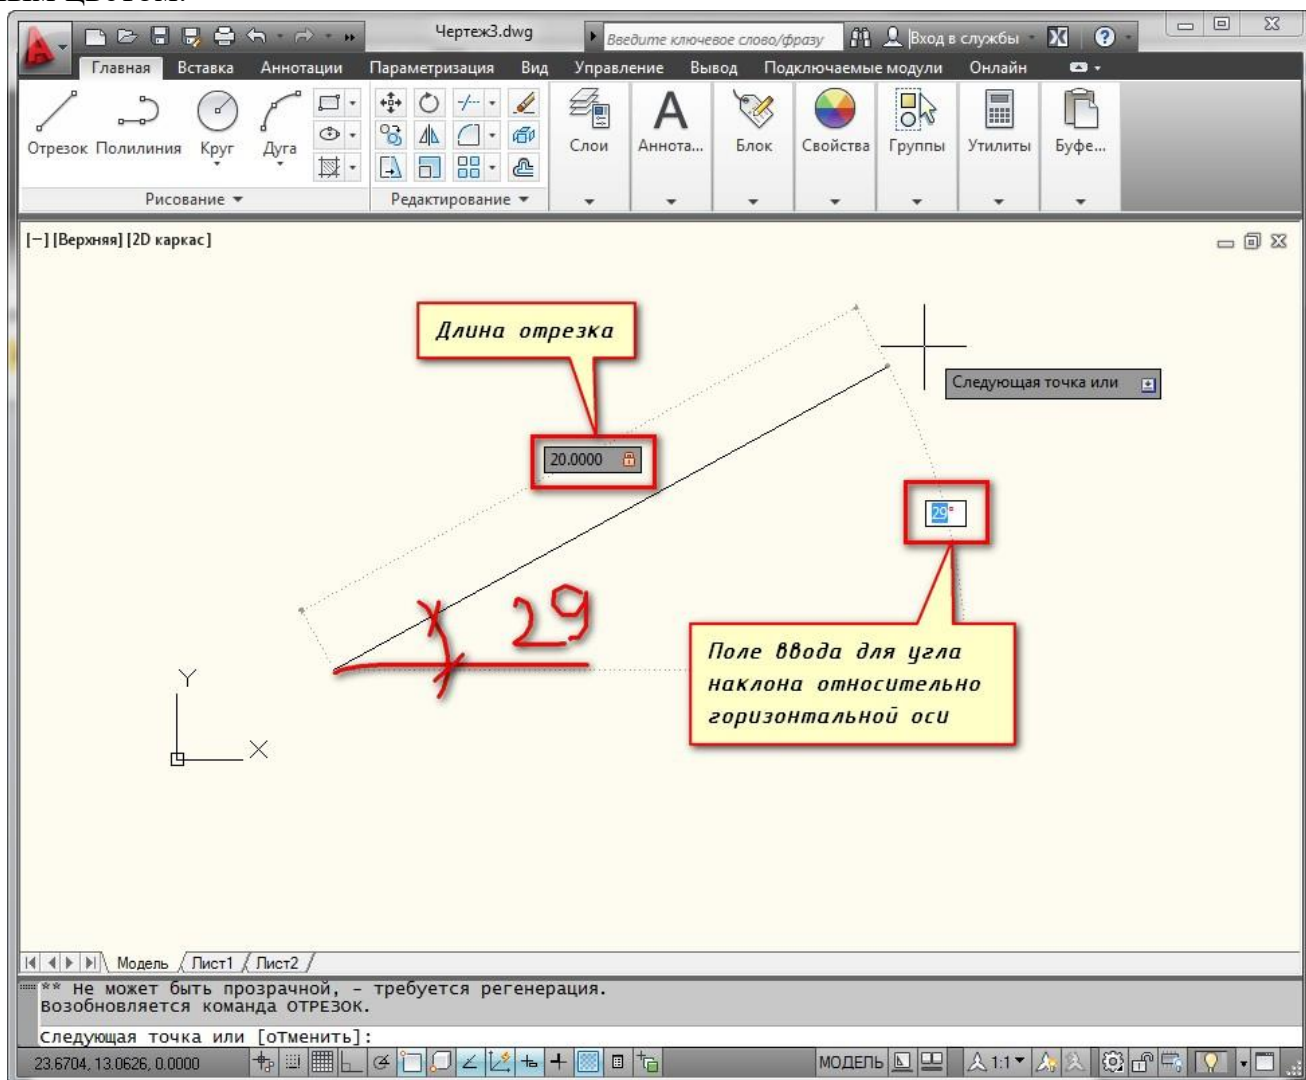 Чертеж3.dwg
Введите ключевое слово/фразу
Вход в службы
Главная Вставка Аннотации Параметризация Вид Управление Вывод Подключаемые модули Онлайн
Отрезок Полилиния Круг Дуга
Слои Аннота... Блок Свойства Группы Утилиты Буфе...
Рисование Редактирование
[−] [Верхняя] [2D каркас]
Длина отрезка
Следующая точка или
20.0000
29°
29
Поле ввода для угла
наклона относительно
горизонтальной оси
Y
X
Модель Лист1 Лист2
** Не может быть прозрачной, - требуется регенерация.
Возобновляется команда ОТРЕЗОК.
Следующая точка или [оТменить]:
23.6704, 13.0626, 0.0000
МОДЕЛЬ
1:1